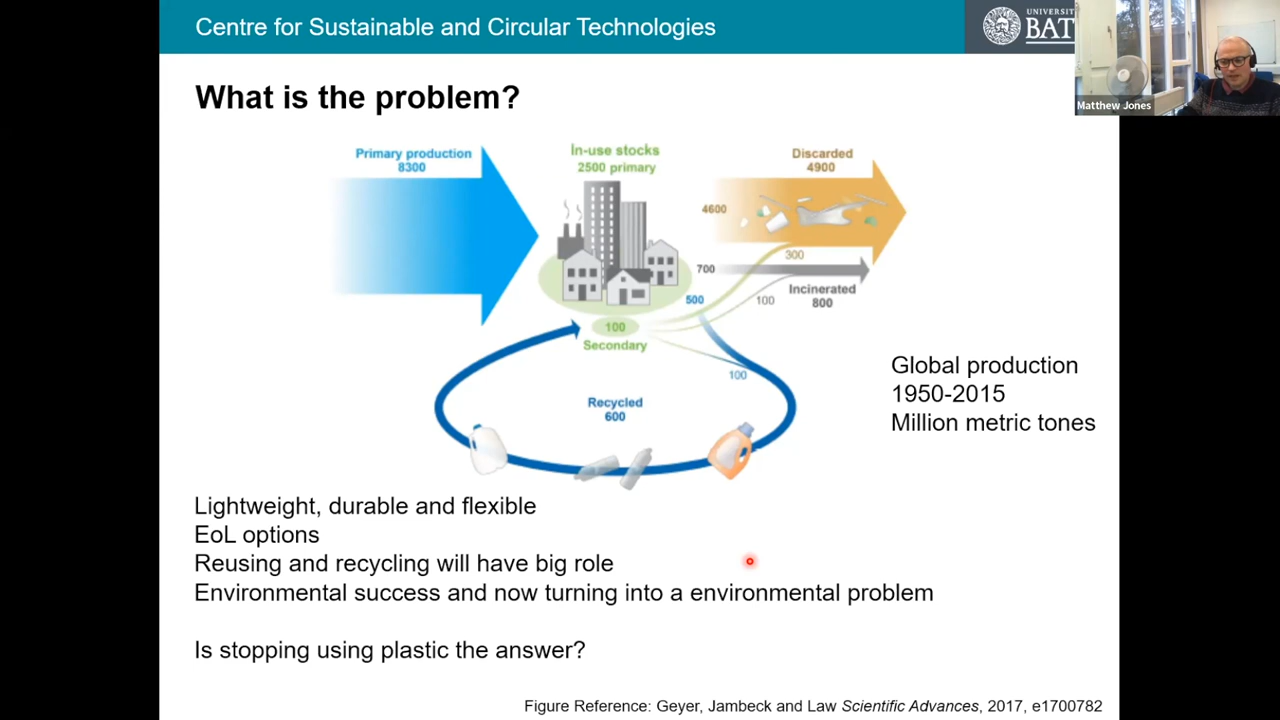 Centre for Sustainable and Circular Technologies
UNIVERSIT
BAT
Matthew Jones
What is the problem?
Primary production
8300
In-use stocks
2500 primary
Discarded
4900
4600
300
700
Incinerated
800
500
100
100
Secondary
100
Recycled
600
Global production
1950-2015
Million metric tones
Lightweight, durable and flexible
EoL options
Reusing and recycling will have big role
Environmental success and now turning into a environmental problem
Is stopping using plastic the answer?
Figure Reference: Geyer, Jambeck and Law Scientific Advances, 2017, e1700782